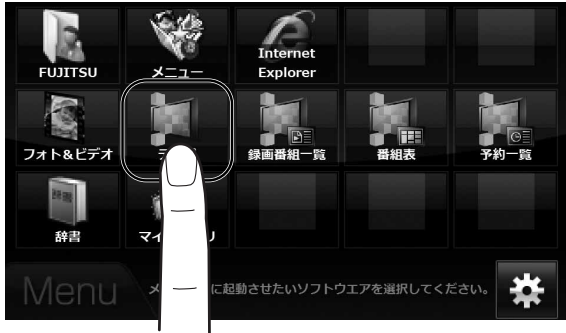 FUJITSU
メニュー
Internet
Explorer
フォト&ビデオ
録画番組一覧
番組表
予約一覧
辞書
Menu
に起動させたいソフトウエアを選択してください。